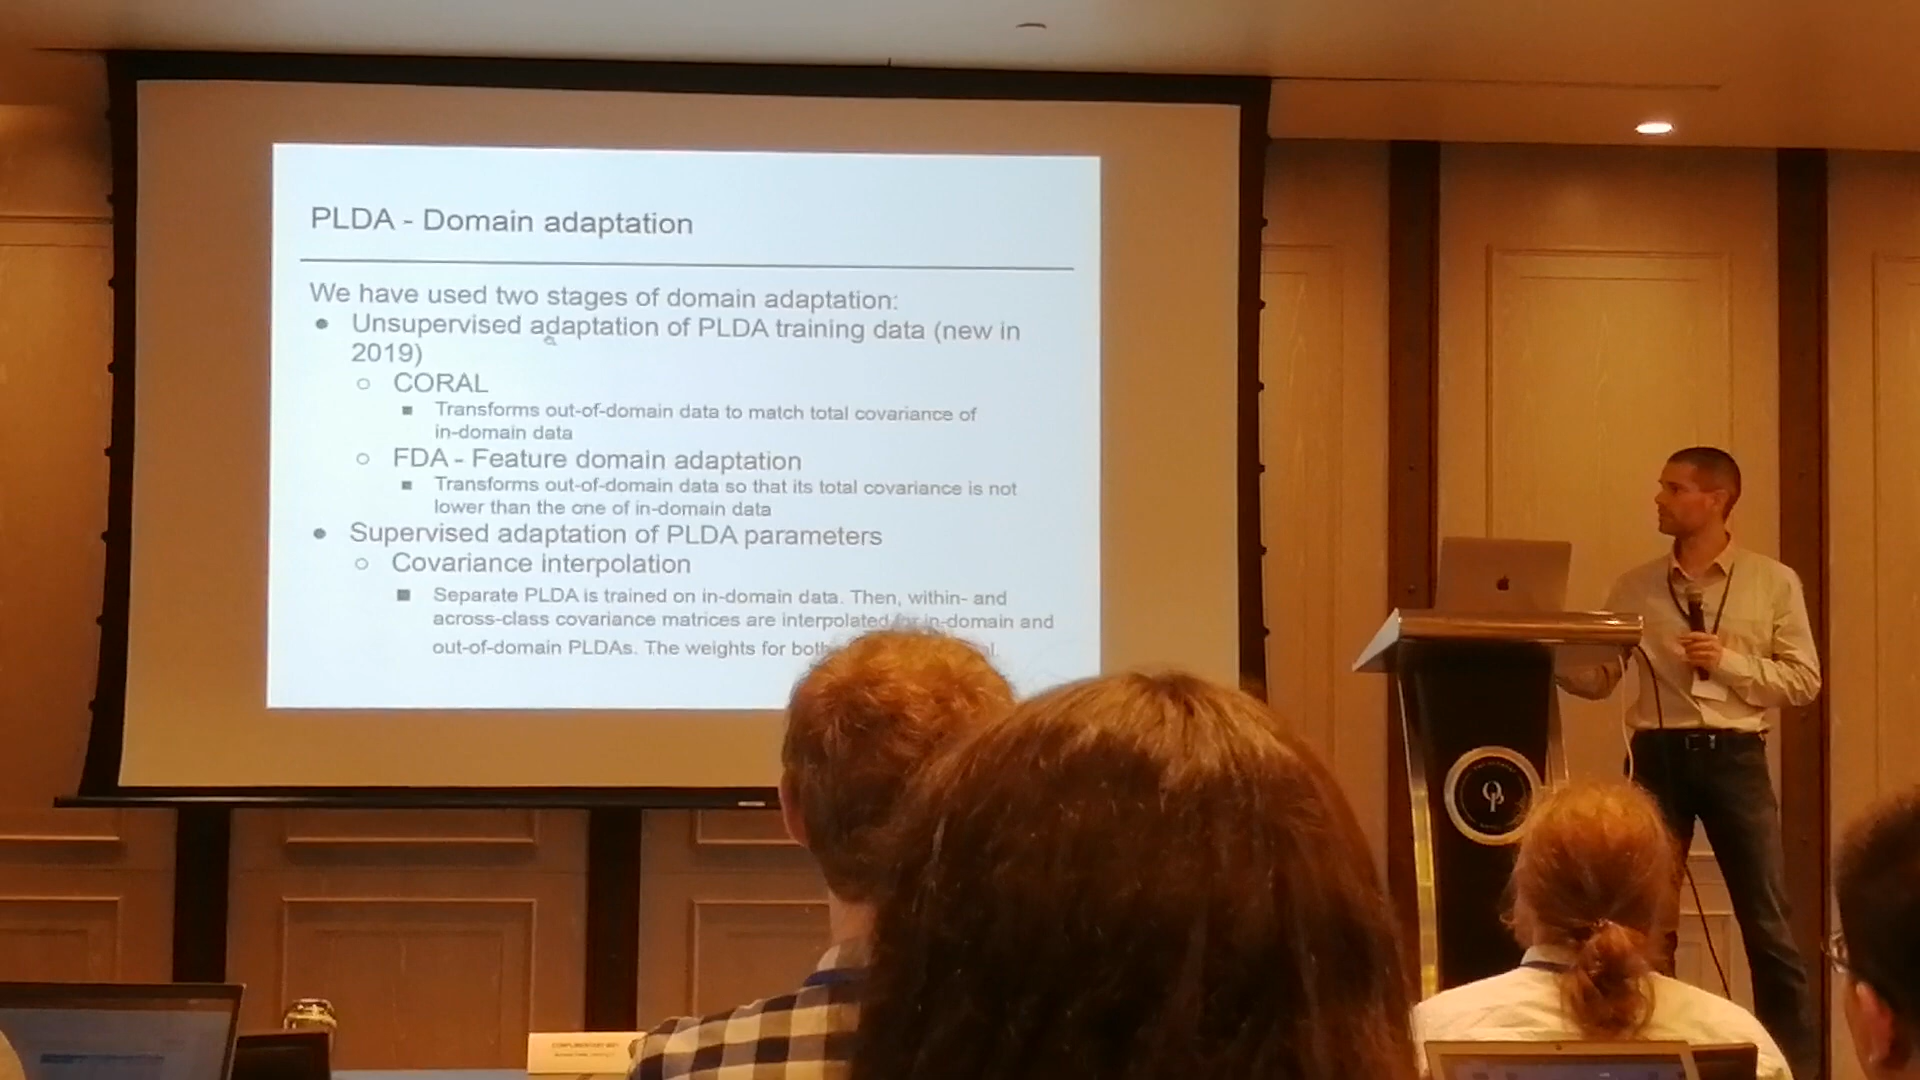 PLDA - Domain adaptation
We have used two stages of domain adaptation:
● Unsupervised adaptation of PLDA training data (new in
2019)
○ CORAL
■ Transforms out-of-domain data to match total covariance of
in-domain data
○ FDA - Feature domain adaptation
■ Transforms out-of-domain data so that its total covariance is not
lower than the one of in-domain data
● Supervised adaptation of PLDA parameters
○ Covariance interpolation
■ Separate PLDA is trained on in-domain data. Then, within- and
across-class covariance matrices are interpolated for in-domain and
out-of-domain PLDAs. The weights for both